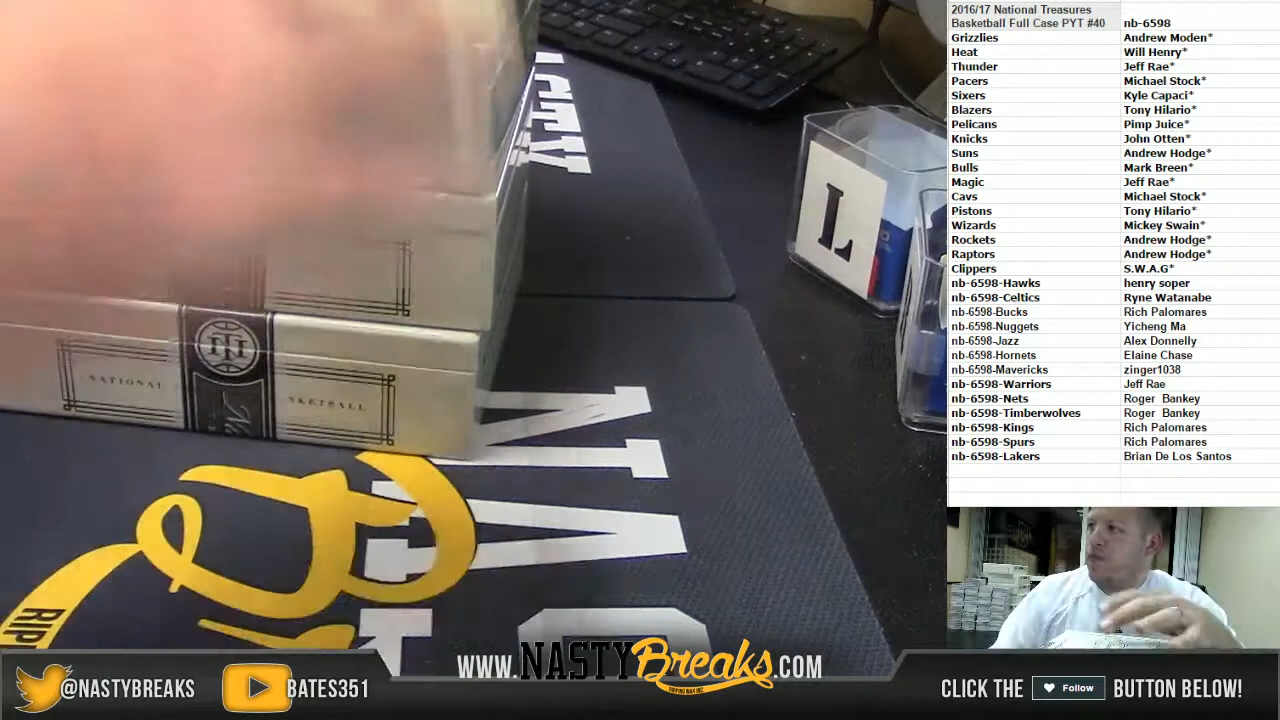 2016/17 National Treasures
Basketball Full Case PYT #40 nb-6598
Grizzlies Andrew Moden*
Heat Will Henry*
Thunder Jeff Rae*
Pacers Michael Stock*
Sixers Kyle Capaci*
Blazers Tony Hilario*
Pelicans Pimp Juice*
Knicks John Otten*
Suns Andrew Hodge*
Bulls Mark Breen*
Magic Jeff Rae*
Cavs Michael Stock*
Pistons Tony Hilario*
Wizards Mickey Swain*
Rockets Andrew Hodge*
Raptors Andrew Hodge*
Clippers S.W.A.G*
nb-6598-Hawks henry soper
nb-6598-Celtics Ryne Watanabe
nb-6598-Bucks Rich Palomares
nb-6598-Nuggets Yicheng Ma
nb-6598-Jazz Alex Donnelly
nb-6598-Hornets Elaine Chase
nb-6598-Mavericks zinger1038
nb-6598-Warriors Jeff Rae
nb-6598-Nets Roger Bankey
nb-6598-Timberwolves Roger Bankey
nb-6598-Kings Rich Palomares
nb-6598-Spurs Rich Palomares
nb-6598-Lakers Brian De Los Santos
L
NATIONAL
SKETBALL
RIP
@NASTYBREAKS
BATES351
WWW.NASTYBreaks.COM
RIPPING WAX INC
CLICK THE Follow BUTTON BELOW!